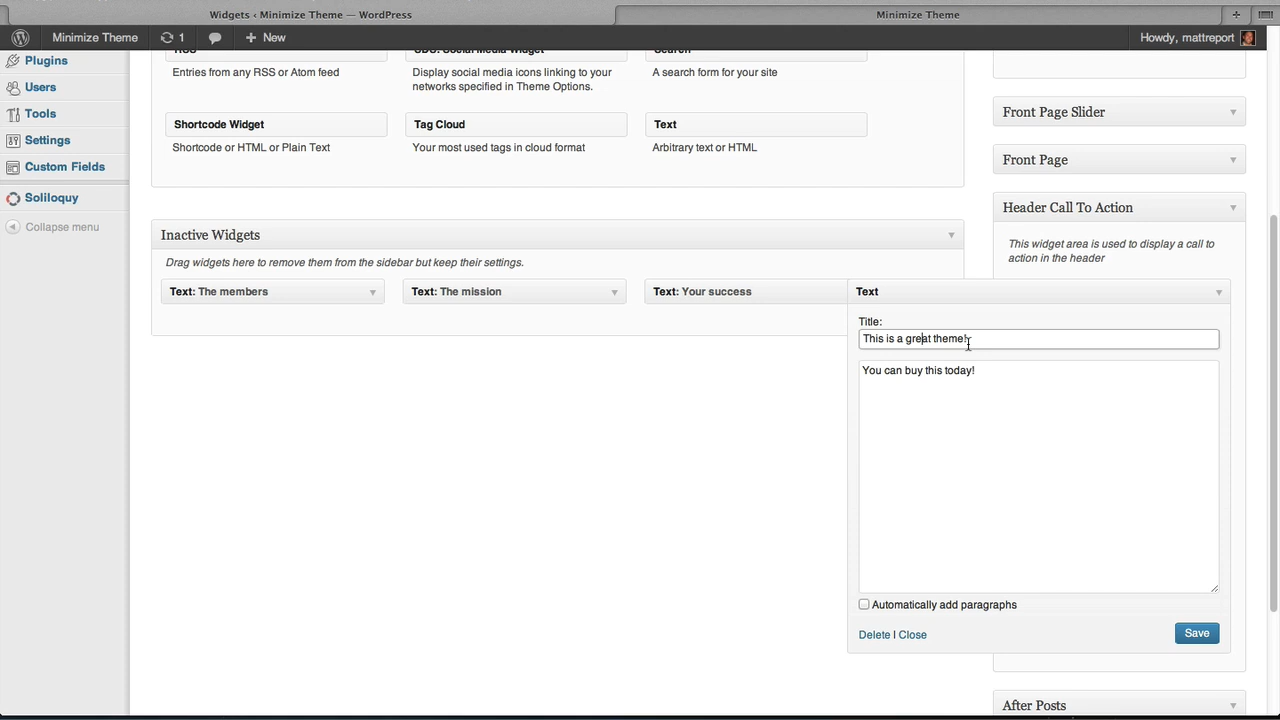 Widgets ‹ Minimize Theme — WordPress
Minimize Theme
Minimize Theme
1
New
Howdy, mattreport
Plugins
Users
Tools
Settings
Custom Fields
Soliloquy
Collapse menu
RSS
SDS: Social Media Widget
Search
Entries from any RSS or Atom feed
Display social media icons linking to your
networks specified in Theme Options.
A search form for your site
Shortcode Widget
Tag Cloud
Text
Shortcode or HTML or Plain Text
Your most used tags in cloud format
Arbitrary text or HTML
Inactive Widgets
Drag widgets here to remove them from the sidebar but keep their settings.
Text: The members
Text: The mission
Text: Your success
Front Page Slider
Front Page
Header Call To Action
This widget area is used to display a call to
action in the header
Text
Title:
This is a great theme!
You can buy this today!
Automatically add paragraphs
Delete | Close
Save
After Posts